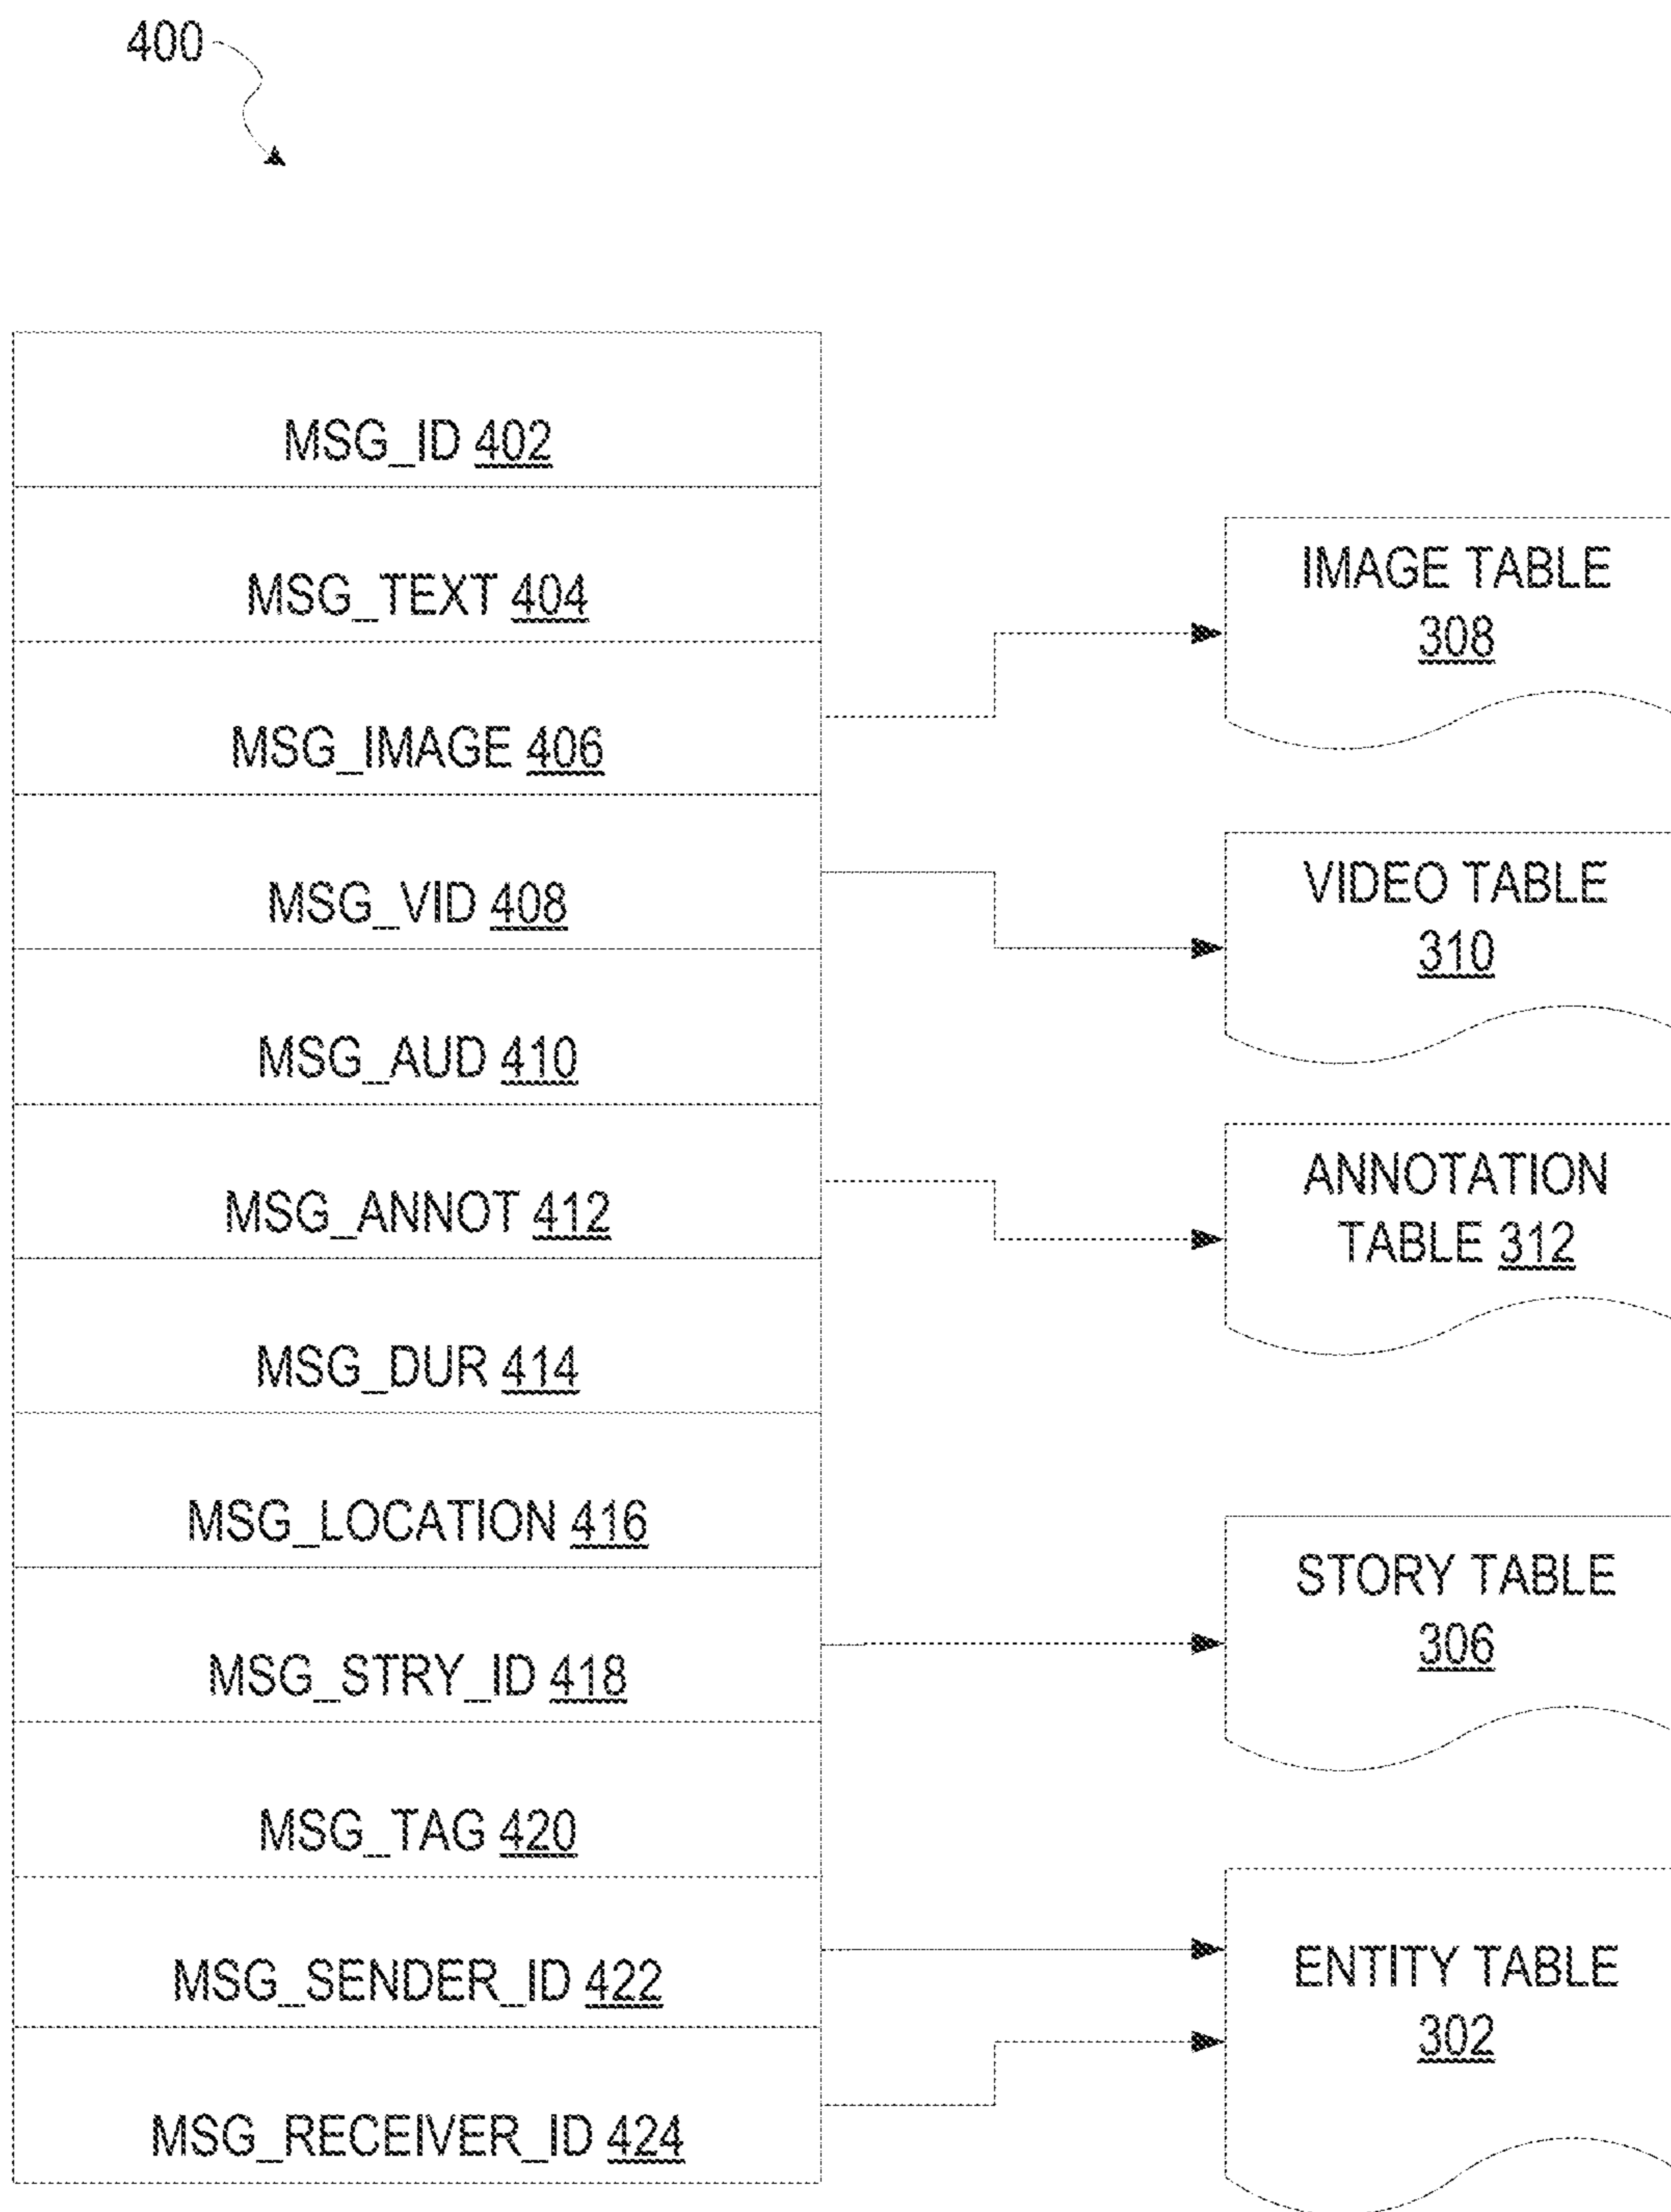 400
MSG_ID 402
MSG_TEXT 404
MSG_IMAGE 406
MSG_VID 408
MSG_AUD 410
MSG_ANNOT 412
MSG_DUR 414
MSG_LOCATION 416
MSG_STRY_ID 418
MSG_TAG 420
MSG_SENDER_ID 422
MSG_RECEIVER_ID 424
IMAGE TABLE
308
VIDEO TABLE
310
ANNOTATION
TABLE 312
STORY TABLE
306
ENTITY TABLE
302